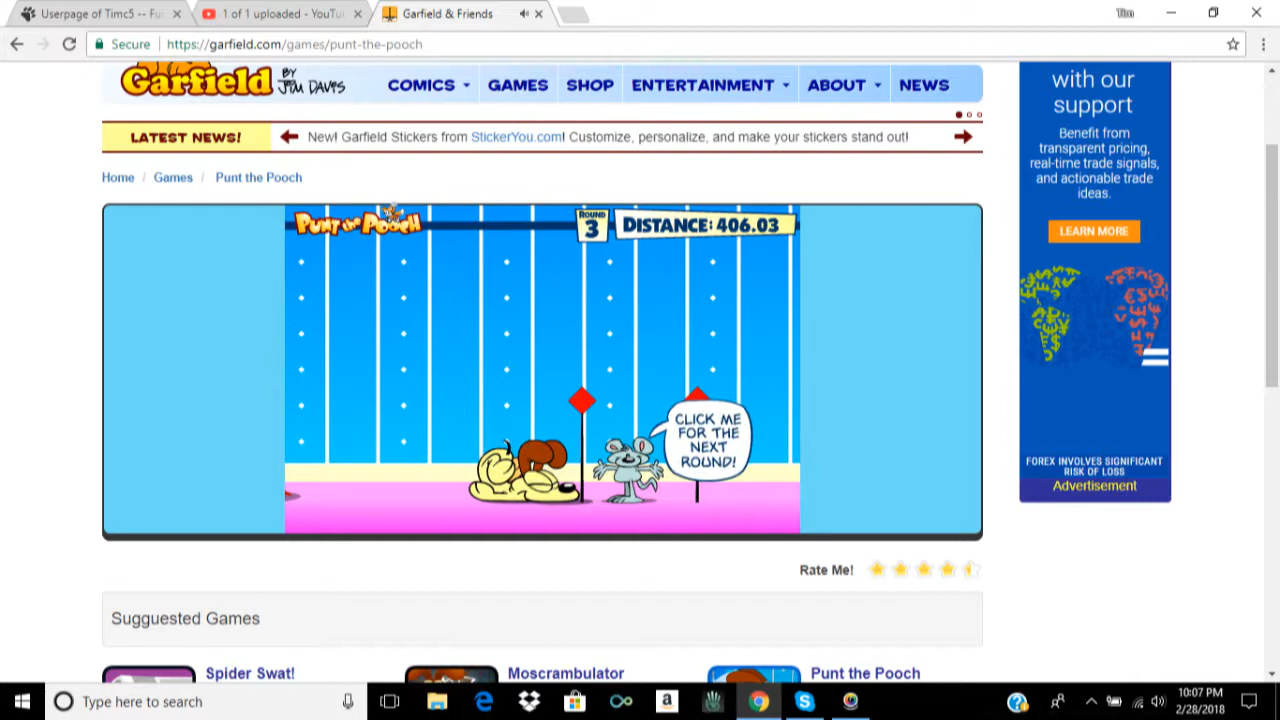 Userpage of Timc5 -- Fu
1 of 1 uploaded - YouTu
Garfield & Friends
Tim
Secure
https://garfield.com/games/punt-the-pooch
Garfield BY JIM DAVIS
COMICS
GAMES
SHOP
ENTERTAINMENT
ABOUT
NEWS
LATEST NEWS!
New! Garfield Stickers from StickerYou.com! Customize, personalize, and make your stickers stand out!
Home / Games / Punt the Pooch
PUNT the POOCH
ROUND
3
DISTANCE: 406.03
CLICK ME
FOR THE
NEXT
ROUND!
with our
support
Benefit from
transparent pricing,
real-time trade signals,
and actionable trade
ideas.
LEARN MORE
FOREX INVOLVES SIGNIFICANT
RISK OF LOSS
Advertisement
Rate Me!
Sugguested Games
Spider Swat!
Moscrambulator
Punt the Pooch
Type here to search
10:07 PM
2/28/2018